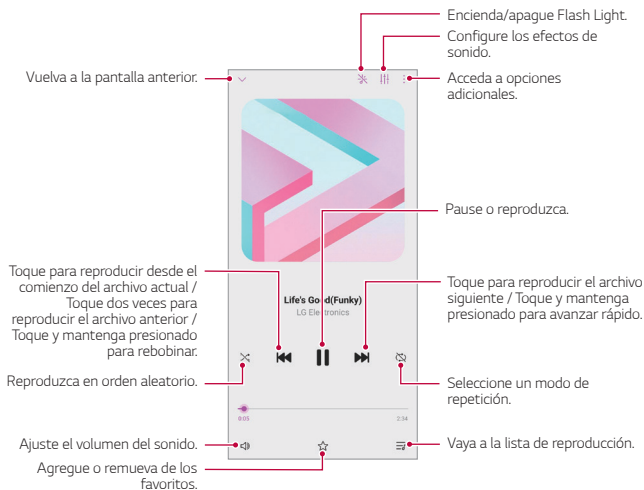 Encienda/apague Flash Light.
Configure los efectos de
sonido.
Vuelva a la pantalla anterior.
Acceda a opciones
adicionales.
Pause o reproduzca.
Toque para reproducir desde el
comienzo del archivo actual /
Toque dos veces para
reproducir el archivo anterior /
Toque y mantenga presionado
para rebobinar.
Toque para reproducir el archivo
siguiente / Toque y mantenga
presionado para avanzar rápido.
Life's Good(Funky)
LG Electronics
Reproduzca en orden aleatorio.
Seleccione un modo de
repetición.
0:05
2:34
Ajuste el volumen del sonido.
Vaya a la lista de reproducción.
Agregue o remueva de los
favoritos.